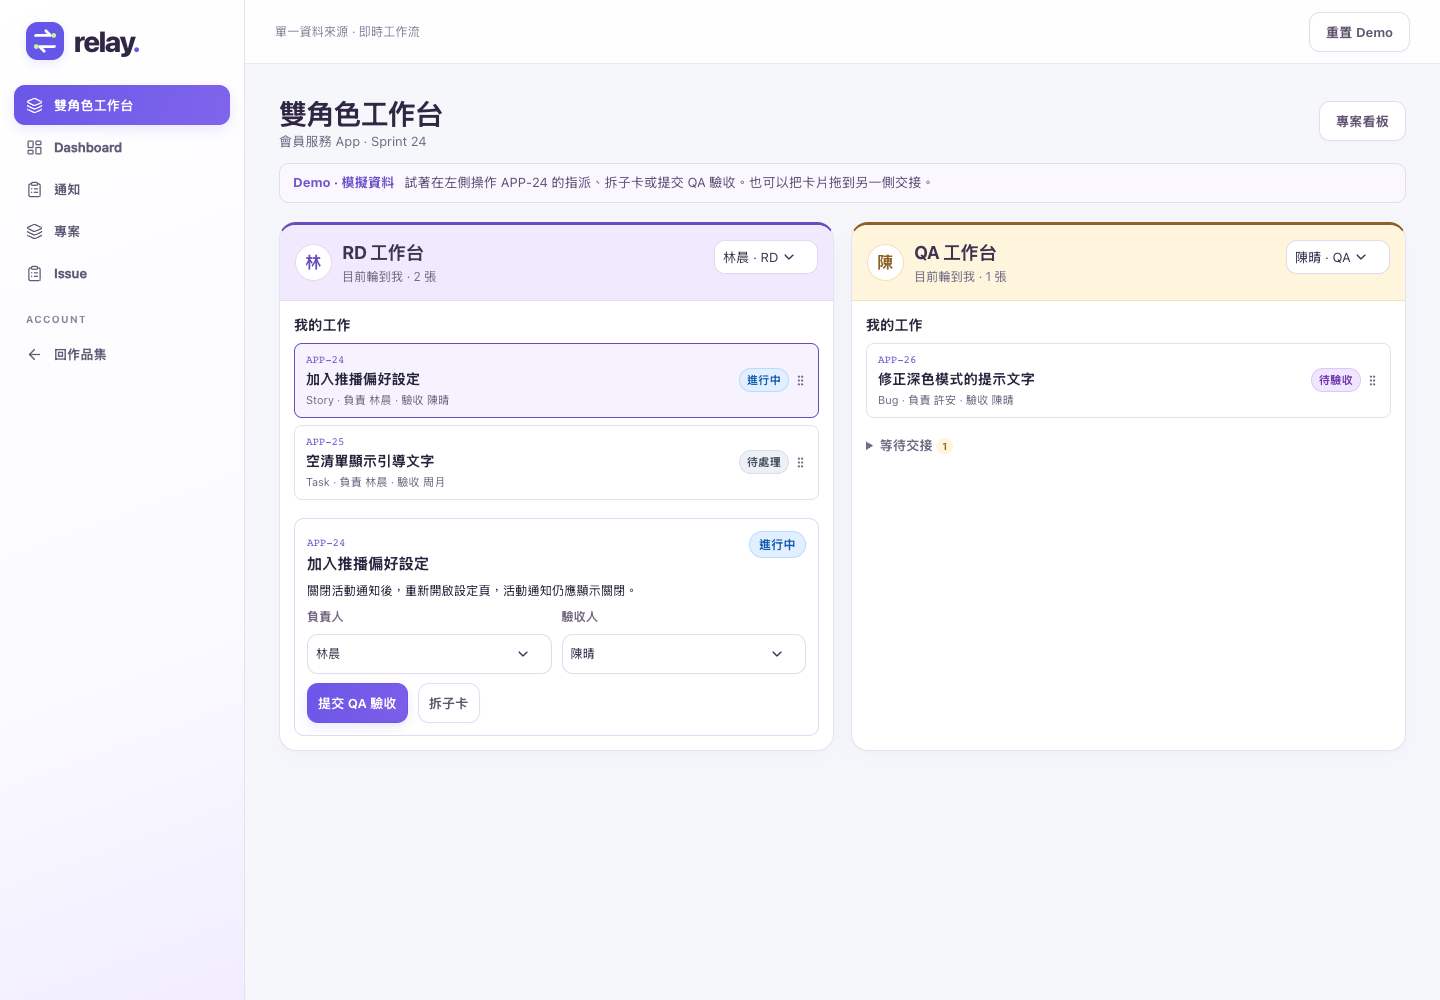 relay.
雙角色工作台
Dashboard
通知
專案
Issue
ACCOUNT
回作品集
單一資料來源 · 即時工作流
重置 Demo
雙角色工作台
會員服務 App · Sprint 24
專案看板
Demo · 模擬資料 試著在左側操作 APP-24 的指派、拆子卡或提交 QA 驗收。也可以把卡片拖到另一側交接。
林
RD 工作台
目前輪到我 · 2 張
林晨 · RD
我的工作
APP-24
加入推播偏好設定
Story · 負責 林晨 · 驗收 陳晴
進行中
APP-25
空清單顯示引導文字
Task · 負責 林晨 · 驗收 周月
待處理
APP-24
加入推播偏好設定
進行中
關閉活動通知後，重新開啟設定頁，活動通知仍應顯示關閉。
負責人
驗收人
林晨
陳晴
提交 QA 驗收
拆子卡
陳
QA 工作台
目前輪到我 · 1 張
陳晴 · QA
我的工作
APP-26
修正深色模式的提示文字
Bug · 負責 許安 · 驗收 陳晴
待驗收
等待交接 1